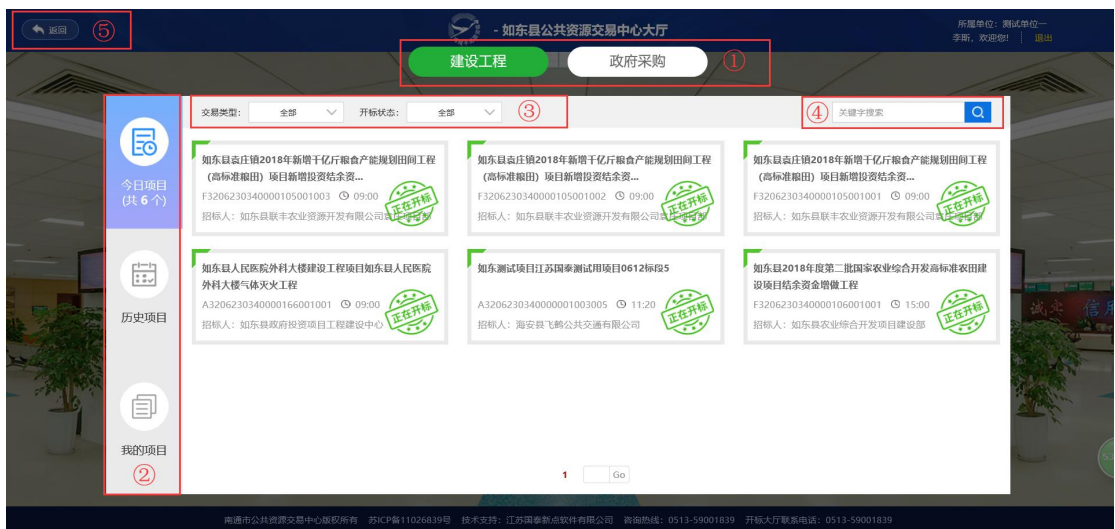 返回
⑤
- 如东县公共资源交易中心大厅
所属单位：测试单位一
李昕，欢迎您! | 退出
建设工程
政府采购
①
交易类型：
全部
开标状态：
全部
③
④
关键字搜索
今日项目
(共 6 个)
历史项目
我的项目
②
如东县袁庄镇2018年新增千亿斤粮食产能规划田间工程
（高标准粮田）项目新增投资结余资...
F3206230340000105001003 09:00
招标人：如东县联丰农业资源开发有限公司袁庄项目部
正在开标
如东县袁庄镇2018年新增千亿斤粮食产能规划田间工程
（高标准粮田）项目新增投资结余资...
F3206230340000105001002 09:00
招标人：如东县联丰农业资源开发有限公司袁庄项目部
正在开标
如东县袁庄镇2018年新增千亿斤粮食产能规划田间工程
（高标准粮田）项目新增投资结余资...
F3206230340000105001001 09:00
招标人：如东县联丰农业资源开发有限公司袁庄项目部
正在开标
如东县人民医院外科大楼建设工程项目如东县人民医院
外科大楼气体灭火工程
A3206230340000166001001 09:00
招标人：如东县政府投资项目工程建设中心
正在开标
如东测试项目江苏国泰测试用项目0612标段5
A3206230340000001003005 11:20
招标人：海安县飞鹤公共交通有限公司
正在开标
如东县2018年度第二批国家农业综合开发高标准农田建
设项目结余资金增做工程
F3206230340000106001001 15:00
招标人：如东县农业综合开发项目建设部
正在开标
诚实 信用
1
Go
南通市公共资源交易中心版权所有 苏ICP备11026839号 技术支持：江苏国泰新点软件有限公司 咨询热线：0513-59001839 开标大厅联系电话：0513-59001839